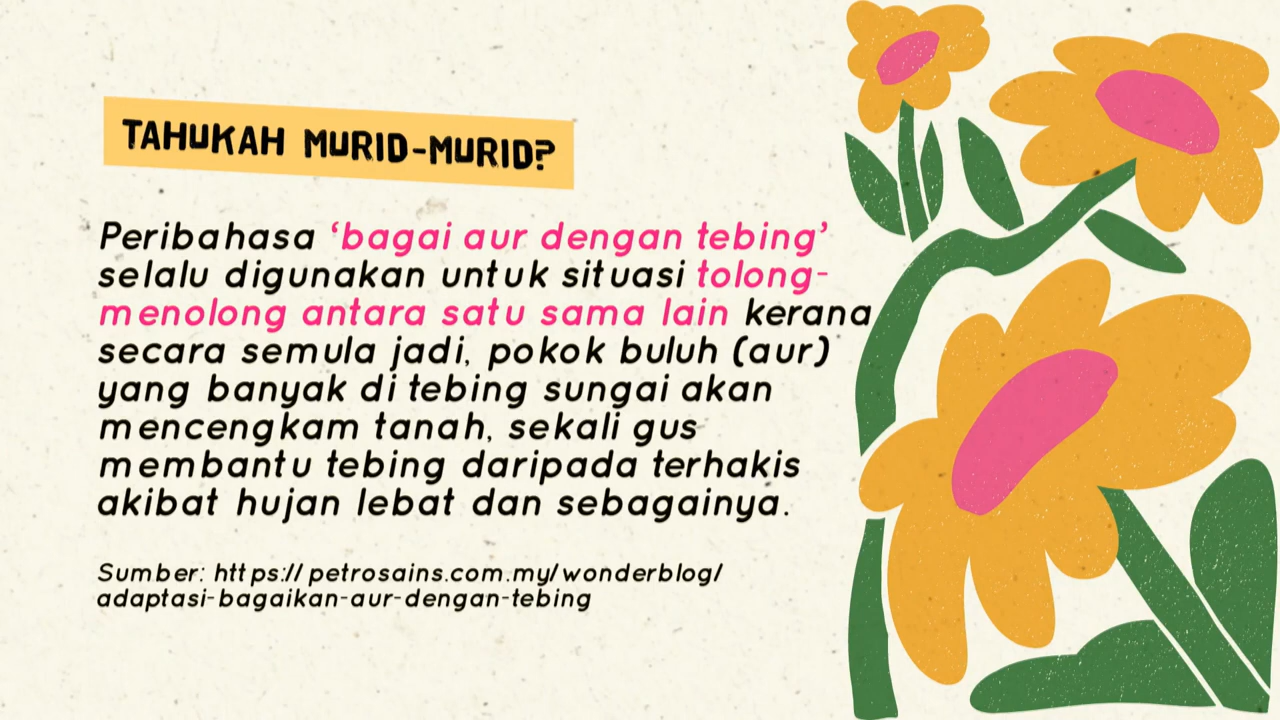 TAHUKAH MURID-MURID?
Peribahasa ‘bagai aur dengan tebing’
selalu digunakan untuk situasi tolong-
menolong antara satu sama lain kerana
secara semula jadi, pokok buluh (aur)
yang banyak di tebing sungai akan
mencengkam tanah, sekali gus
membantu tebing daripada terhakis
akibat hujan lebat dan sebagainya.
Sumber: https://petrosains.com.my/wonderblog/
adaptasi-bagaikan-aur-dengan-tebing